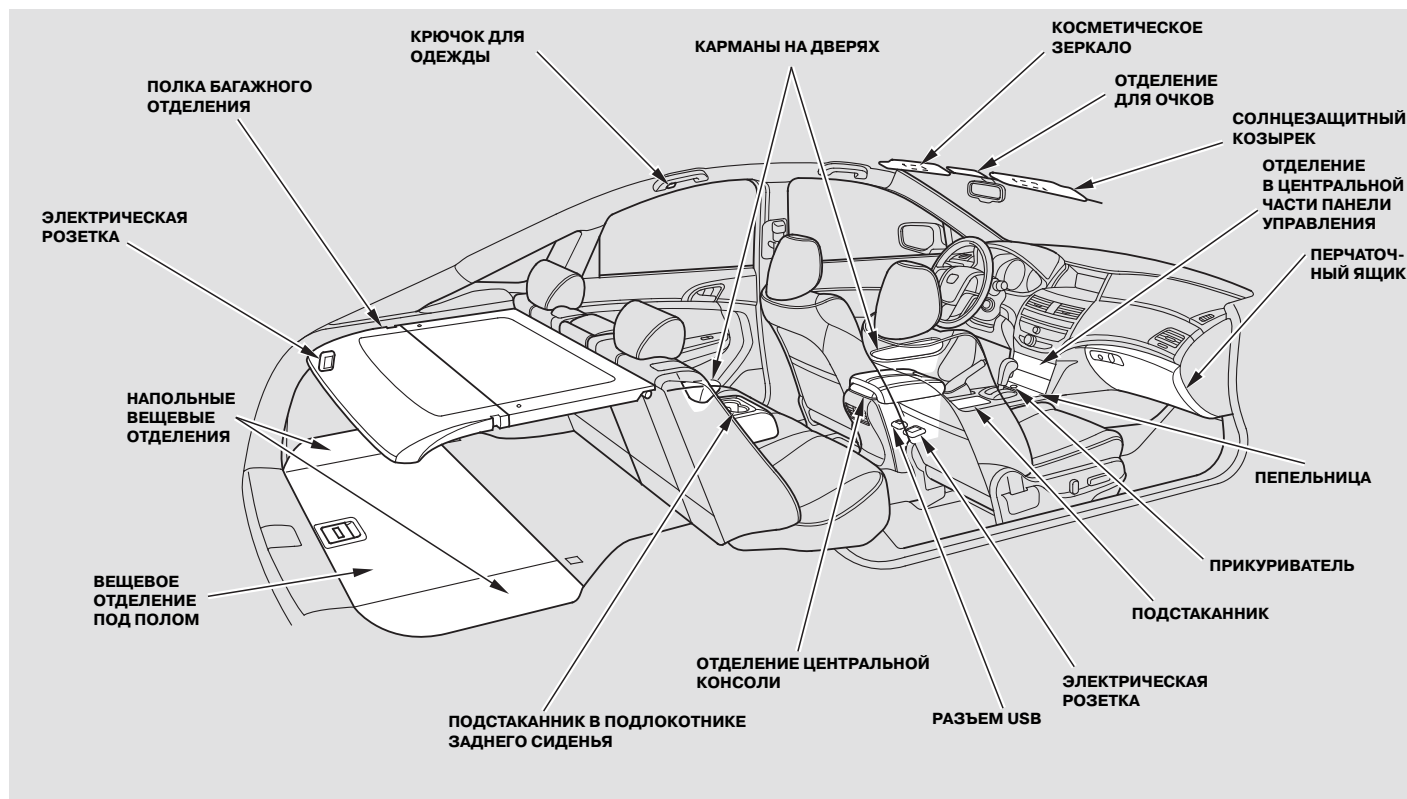 КРЮЧОК ДЛЯ
ОДЕЖДЫ
КАРМАНЫ НА ДВЕРЯХ
КОСМЕТИЧЕСКОЕ
ЗЕРКАЛО
ОТДЕЛЕНИЕ
ДЛЯ ОЧКОВ
СОЛНЦЕЗАЩИТНЫЙ
КОЗЫРЕК
ОТДЕЛЕНИЕ
В ЦЕНТРАЛЬНОЙ
ЧАСТИ ПАНЕЛИ
УПРАВЛЕНИЯ
ПЕРЧАТОЧ-
НЫЙ ЯЩИК
ПОЛКА БАГАЖНОГО
ОТДЕЛЕНИЯ
ЭЛЕКТРИЧЕСКАЯ
РОЗЕТКА
НАПОЛЬНЫЕ
ВЕЩЕВЫЕ
ОТДЕЛЕНИЯ
ВЕЩЕВОЕ
ОТДЕЛЕНИЕ
ПОД ПОЛОМ
ПЕПЕЛЬНИЦА
ПРИКУРИВАТЕЛЬ
ПОДСТАКАННИК
ОТДЕЛЕНИЕ ЦЕНТРАЛЬНОЙ
КОНСОЛИ
ЭЛЕКТРИЧЕСКАЯ
РОЗЕТКА
РАЗЪЕМ USB
ПОДСТАКАННИК В ПОДЛОКОТНИКЕ
ЗАДНЕГО СИДЕНЬЯ